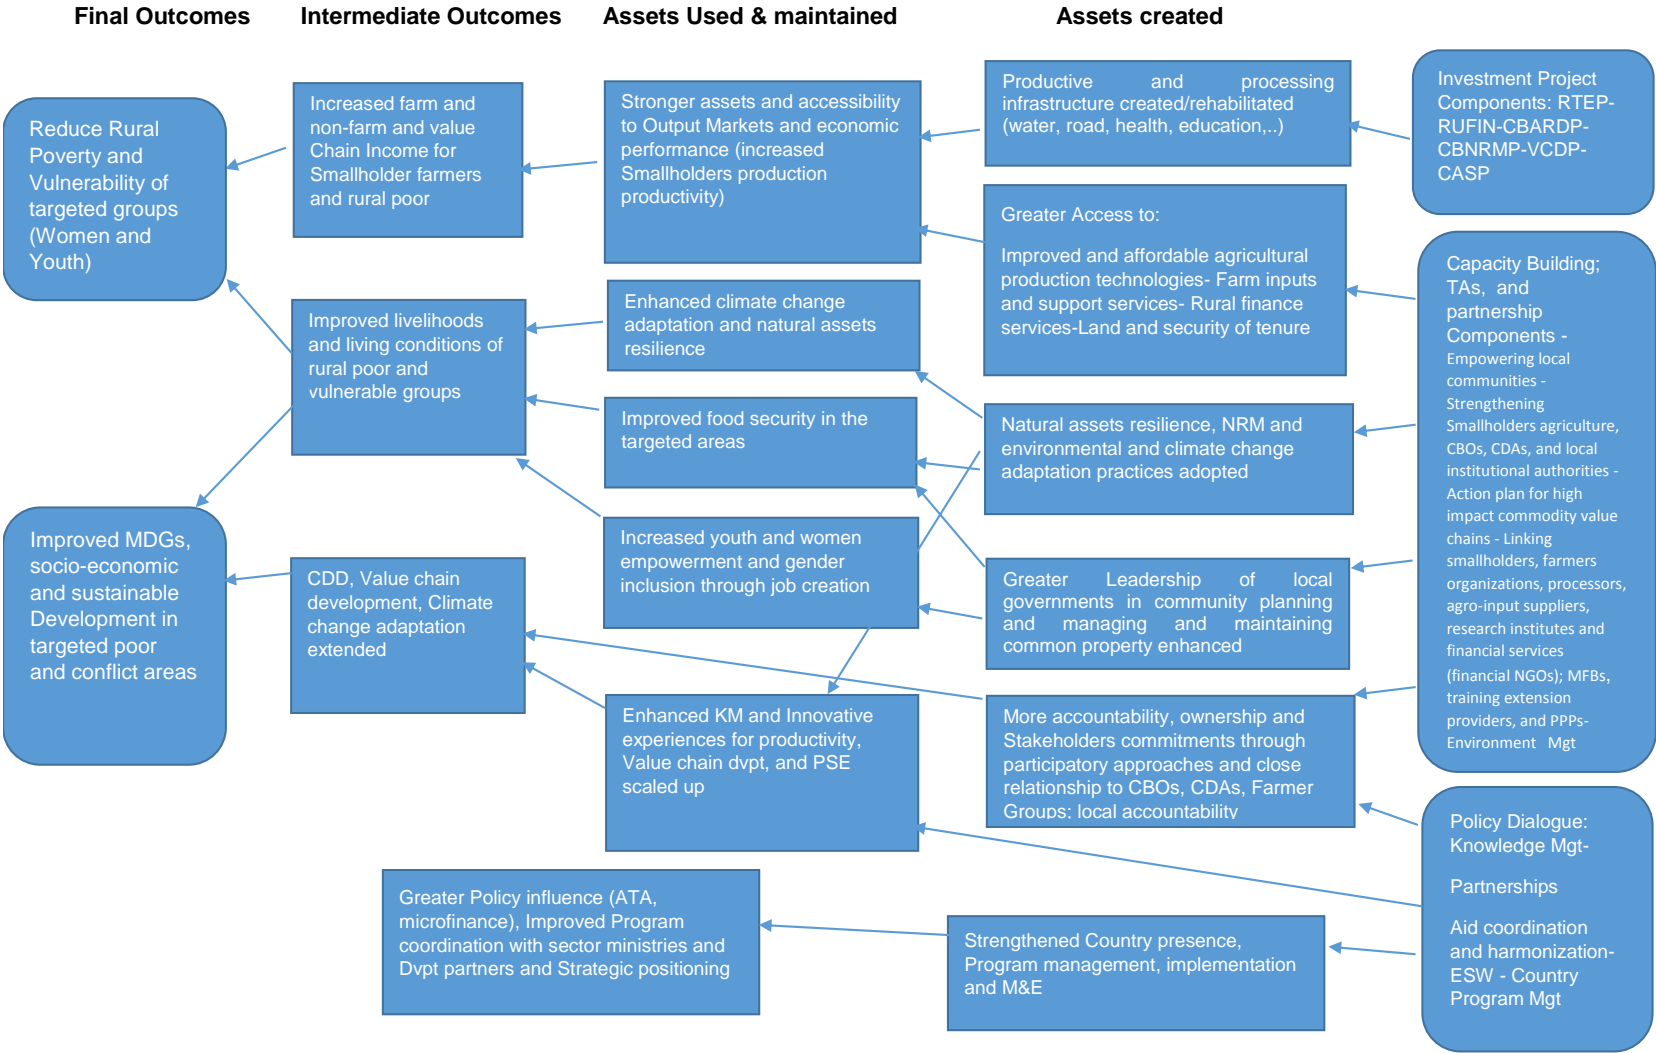 Final Outcomes
Intermediate Outcomes
Assets Used & maintained
Assets created
Reduce Rural
Poverty and
Vulnerability of
targeted groups
(Women and
Youth)
Improved MDGs,
socio-economic
and sustainable
Development in
targeted poor
and conflict areas
Increased farm and
non-farm and value
Chain Income for
Smallholder farmers
and rural poor
Improved livelihoods
and living conditions of
rural poor and
vulnerable groups
CDD, Value chain
development, Climate
change adaptation
extended
Stronger assets and accessibility
to Output Markets and economic
performance (increased
Smallholders production
productivity)
Enhanced climate change
adaptation and natural assets
resilience
Improved food security in the
targeted areas
Increased youth and women
empowerment and gender
inclusion through job creation
Enhanced KM and Innovative
experiences for productivity,
Value chain dvpt, and PSE
scaled up
Greater Policy influence (ATA,
microfinance), Improved Program
coordination with sector ministries and
Dvpt partners and Strategic positioning
Productive and processing
infrastructure created/rehabilitated
(water, road, health, education,..)
Greater Access to:
Improved and affordable agricultural
production technologies- Farm inputs
and support services- Rural finance
services-Land and security of tenure
Natural assets resilience, NRM and
environmental and climate change
adaptation practices adopted
Greater Leadership of local
governments in community planning
and managing and maintaining
common property enhanced
More accountability, ownership and
Stakeholders commitments through
participatory approaches and close
relationship to CBOs, CDAs, Farmer
Groups; local accountability
Strengthened Country presence,
Program management, implementation
and M&E
Investment Project
Components: RTEP-
RUFIN-CBARDP-
CBNRMP-VCDP-
CASP
Capacity Building;
TAs, and
partnership
Components -
Empowering local
communities -
Strengthening
Smallholders agriculture,
CBOs, CDAs, and local
institutional authorities -
Action plan for high
impact commodity value
chains - Linking
smallholders, farmers
organizations, processors,
agro-input suppliers,
research institutes and
financial services
(financial NGOs); MFBs,
training extension
providers, and PPPs-
Environment Mgt
Policy Dialogue:
Knowledge Mgt-
Partnerships
Aid coordination
and harmonization-
ESW - Country
Program Mgt